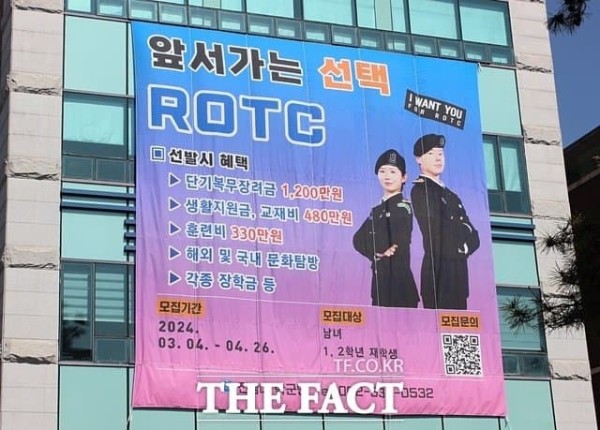 앞서가는 선택
ROTC
I WANT YOU
FOR ROTC
선발시 혜택
▶ 단기복무장려금 1,200만원
▶ 생활지원금, 교재비 480만원
▶ 훈련비 330만원
▶ 해외 및 국내 문화탐방
▶ 각종 장학금 등
모집기간
2024.
03.04. ~ 04.26.
모집대상
남녀
1, 2학년 재학생
모집문의
TF.CO.KR
THE FACT